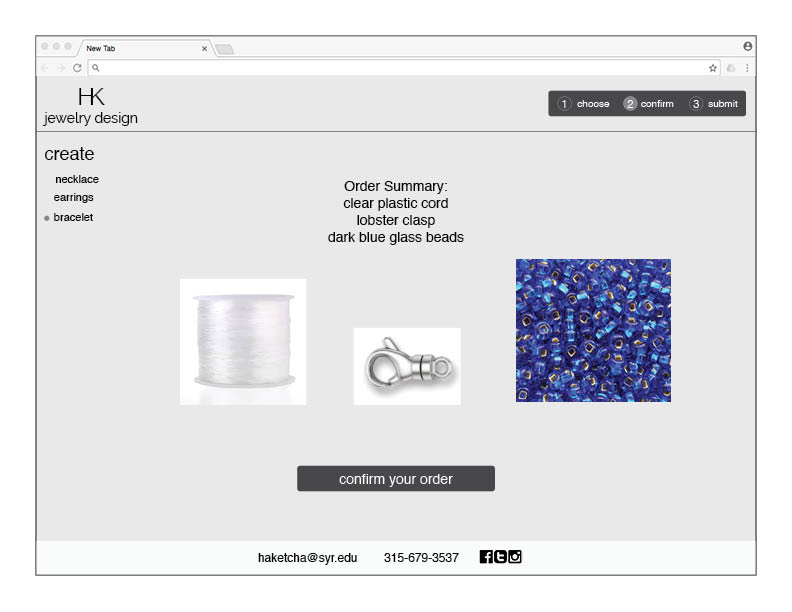 New Tab
HK
jewelry design
1 choose 2 confirm 3 submit
create
necklace
earrings
bracelet
Order Summary:
clear plastic cord
lobster clasp
dark blue glass beads
confirm your order
haketcha@syr.edu 315-679-3537